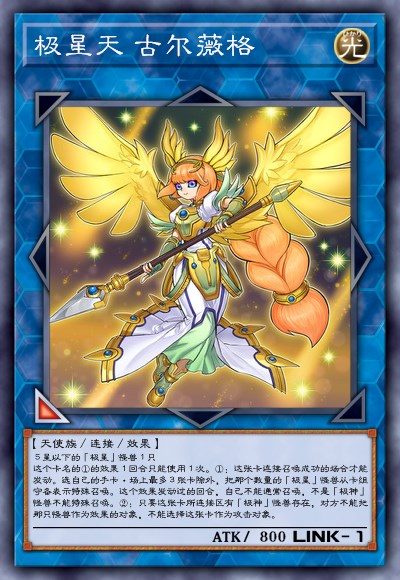 极星天 古尔薇格
光
【天使族／连接／效果】
５星以下的「极星」怪兽１只
这个卡名的①的效果１回合只能使用１次。①：这张卡连接召唤成功的场合才能
发动。选自己的手卡·场上最多３张卡除外，把那个数量的「极星」怪兽从卡组
守备表示特殊召唤。这个效果发动过的回合，自己不能通常召唤，不是「极神」
怪兽不能特殊召唤。②：只要这张卡所连接区有「极神」怪兽存在，对方不能把
那只怪兽作为效果的对象，不能选择这张卡作为攻击对象。
ATK/ 800 LINK-1